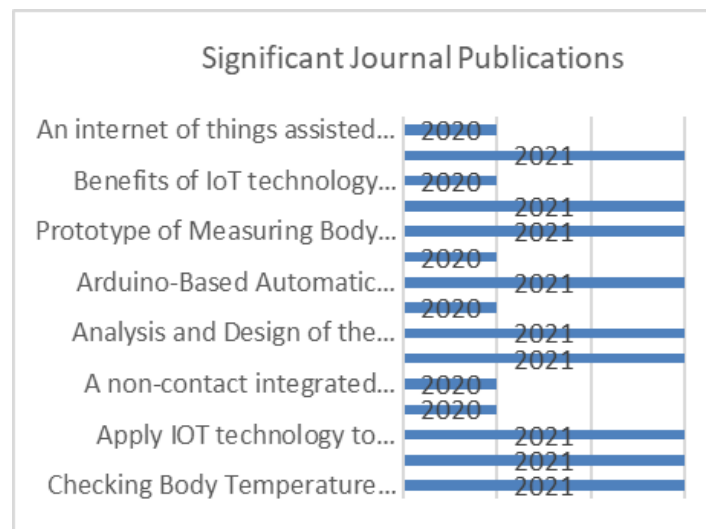 Significant Journal Publications
An internet of things assisted... 2020
2021
Benefits of IoT technology... 2020
2021
Prototype of Measuring Body... 2021
2020
Arduino-Based Automatic... 2021
2020
Analysis and Design of the... 2021
2021
A non-contact integrated... 2020
2020
Apply IOT technology to... 2021
2021
Checking Body Temperature... 2021